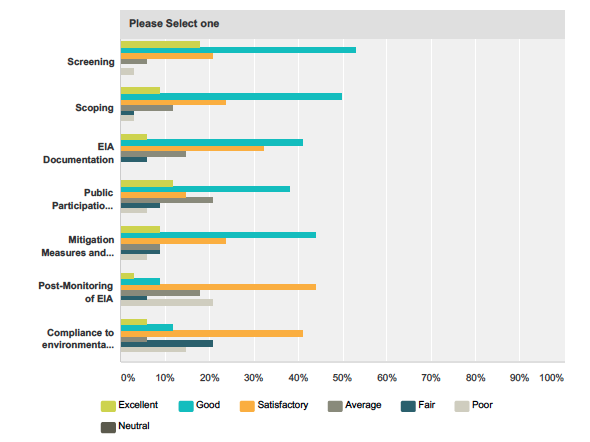 Please Select one
Screening
Scoping
EIA
Documentation
Public
Participatio...
Mitigation
Measures and...
Post-Monitoring
of EIA
Compliance to
environmenta...
0% 10% 20% 30% 40% 50% 60% 70% 80% 90% 100%
Excellent Good Satisfactory Average Fair Poor
Neutral